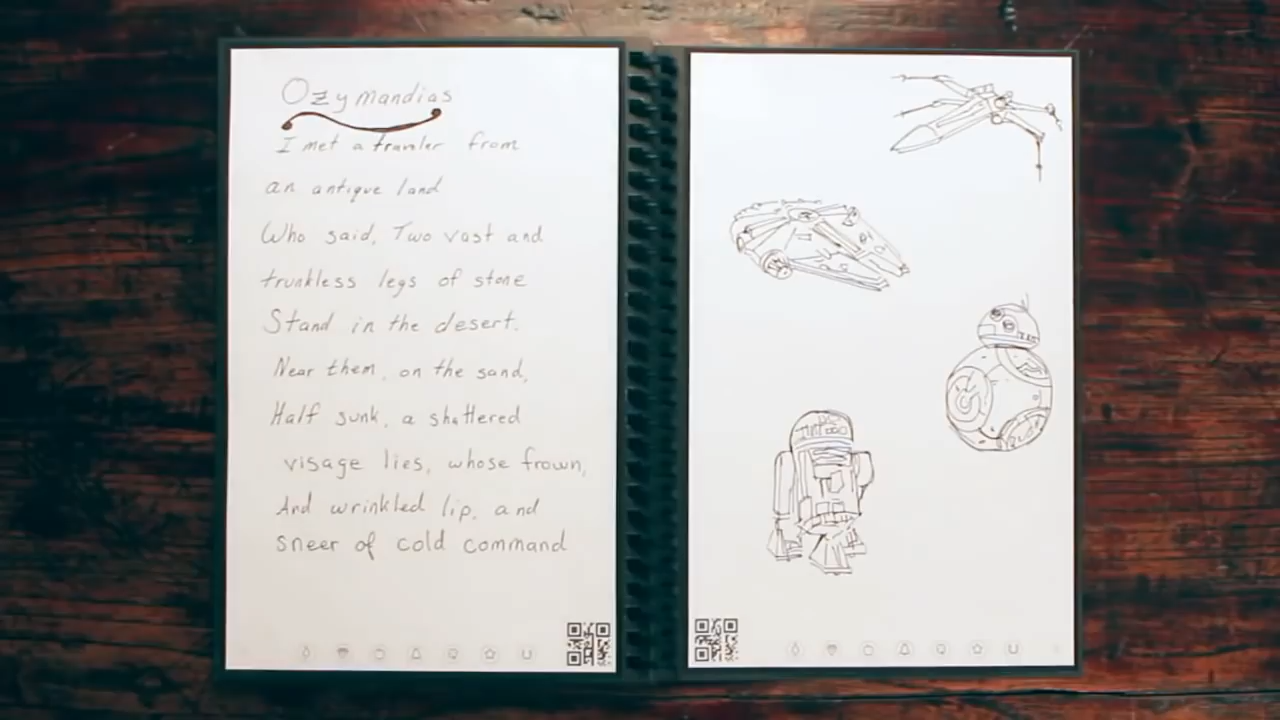 Ozymandias
I met a traveler from
an antique land
Who said, Two vast and
trunkless legs of stone
Stand in the desert.
Near them, on the sand,
Half sunk, a shattered
visage lies, whose frown,
And wrinkled lip, and
sneer of cold command